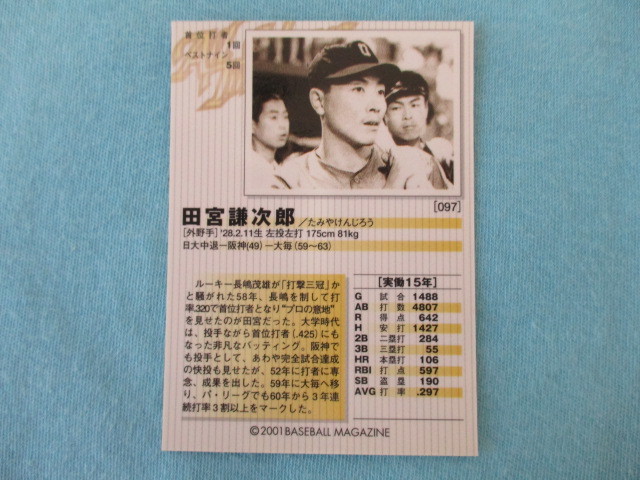 首位打者
1回
ベストナイン
5回
[097]
田宮謙次郎／たみやけんじろう
[外野手] '28.2.11生 左投左打 175cm 81kg
日大中退―阪神(49)―大毎(59～63)
ルーキー長嶋茂雄が「打撃三冠」か
と騒がれた58年、長嶋を制して打
率.320で首位打者となり“プロの意地”
を見せたのが田宮だった。大学時代
は、投手ながら首位打者(.425)にも
なった非凡なバッティング。阪神で
も投手として、あわや完全試合達成
の快投も見せたが、52年に打者に専
念、成果を出した。59年に大毎へ移
り、パ・リーグでも60年から3年連
続打率3割以上をマークした。
[実働15年]
G 試合 1488
AB 打数 4807
R 得点 642
H 安打 1427
2B 二塁打 284
3B 三塁打 55
HR 本塁打 106
RBI 打点 597
SB 盗塁 190
AVG 打率 .297
©2001BASEBALL MAGAZINE